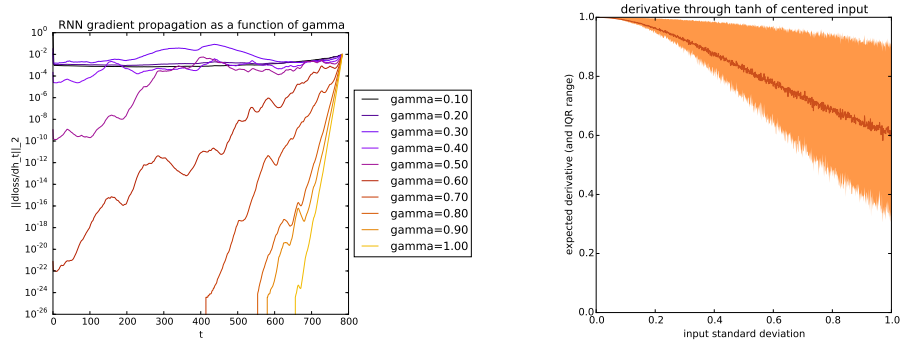 RNN gradient propagation as a function of gamma
10^0
10^-2
10^-4
10^-6
10^-8
10^-10
10^-12
10^-14
10^-16
10^-18
10^-20
10^-22
10^-24
10^-26
||dloss/dh_t||_2
0 100 200 300 400 500 600 700 800
t
gamma=0.10
gamma=0.20
gamma=0.30
gamma=0.40
gamma=0.50
gamma=0.60
gamma=0.70
gamma=0.80
gamma=0.90
gamma=1.00
derivative through tanh of centered input
1.0
0.8
0.6
0.4
0.2
0.0
expected derivative (and IQR range)
0.0 0.2 0.4 0.6 0.8 1.0
input standard deviation